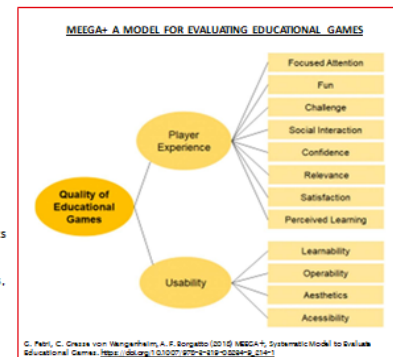 MEEGA+ A MODEL FOR EVALUATING EDUCATIONAL GAMES
Quality of
Educational
Games
Player
Experience
Focused Attention
Fun
Challenge
Social Interaction
Confidence
Relevance
Satisfaction
Perceived Learning
Usability
Learnability
Operability
Aesthetics
Acessibility
s
s.
G. Petri, C. Gresse von Wangenheim, A. F. Borgatto
MEEGA+, Systematic Model to Evaluate
Educational Games.